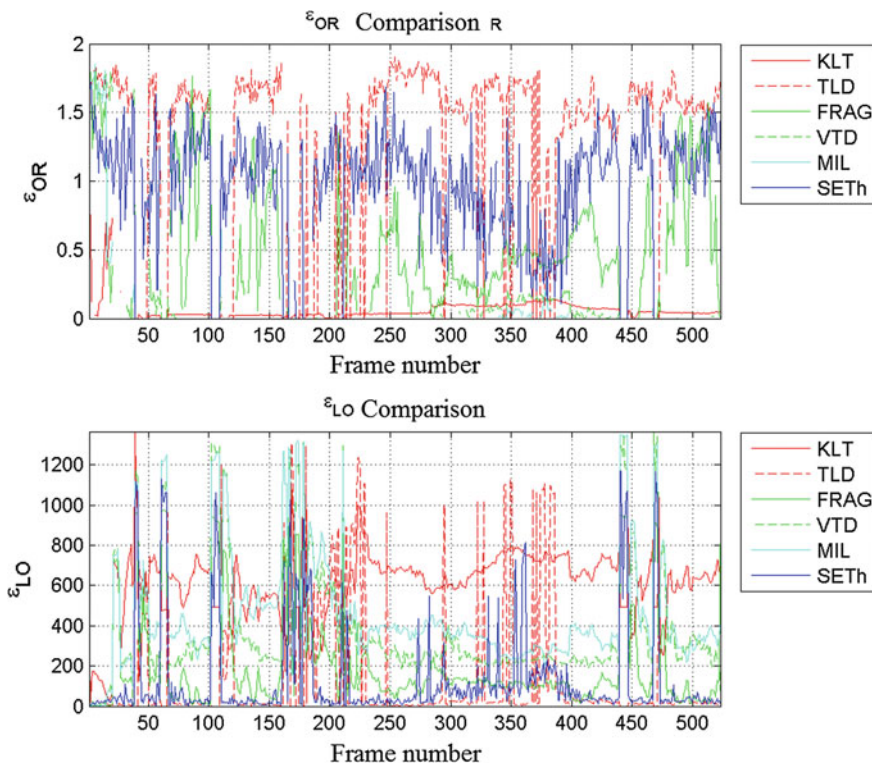 εOR Comparison R
2
1.5
1
0.5
0
εOR
50 100 150 200 250 300 350 400 450 500
Frame number
KLT
TLD
FRAG
VTD
MIL
SETh
εLO Comparison
1200
1000
800
600
400
200
0
εLO
50 100 150 200 250 300 350 400 450 500
Frame number
KLT
TLD
FRAG
VTD
MIL
SETh